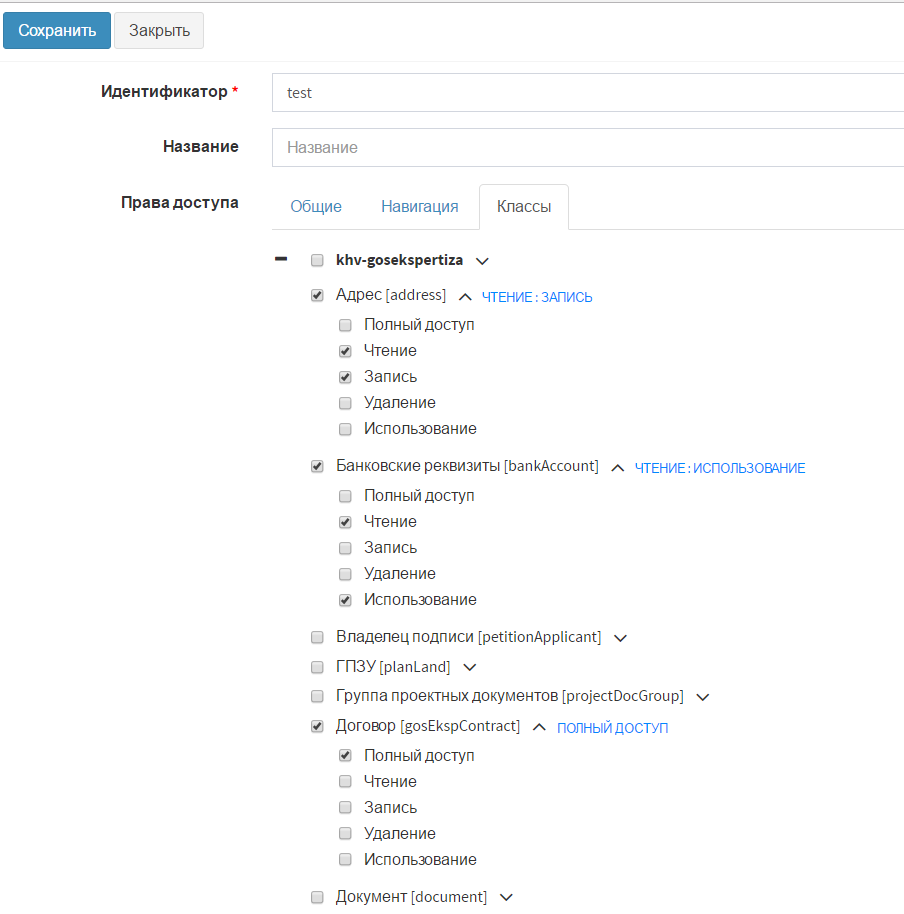 Сохранить Закрыть
Идентификатор * test
Название Название
Права доступа Общие Навигация Классы
khv-gosekspertiza
Адрес [address] ЧТЕНИЕ : ЗАПИСЬ
Полный доступ
Чтение
Запись
Удаление
Использование
Банковские реквизиты [bankAccount] ЧТЕНИЕ : ИСПОЛЬЗОВАНИЕ
Полный доступ
Чтение
Запись
Удаление
Использование
Владелец подписи [petitionApplicant]
ГПЗУ [planLand]
Группа проектных документов [projectDocGroup]
Договор [gosEkspContract] ПОЛНЫЙ ДОСТУП
Полный доступ
Чтение
Запись
Удаление
Использование
Документ [document]